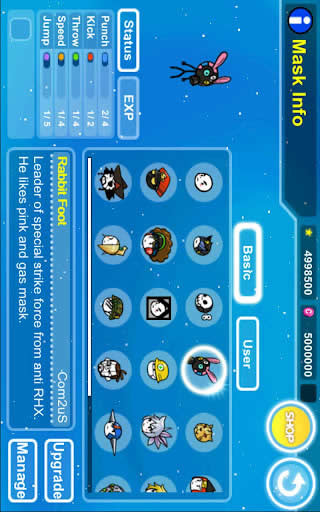 Mask Info
4998500
5000000
SHOP
Basic
User
Status
EXP
Punch 2/4
Kick 1/2
Throw 1/4
Speed 1/4
Jump 1/5
Rabbit Foot
Com2uS
Leader of special strike force from anti RHX.
He likes pink and gas mask.
Upgrade
Manage